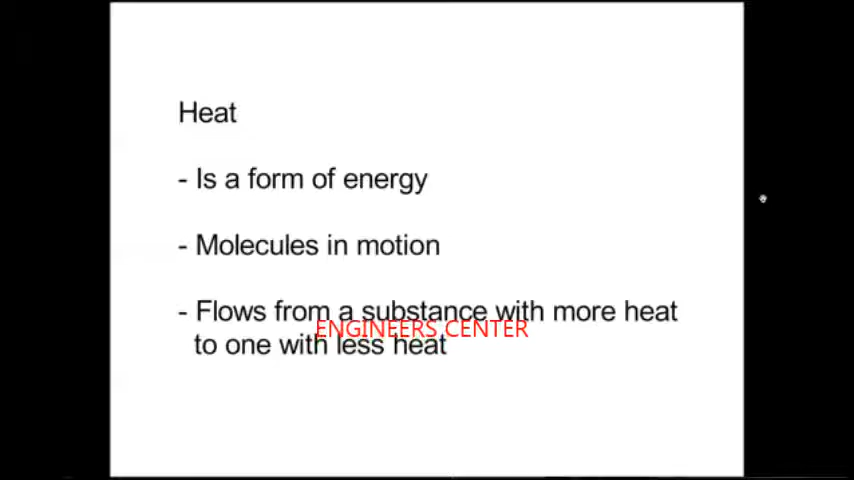 Heat
- Is a form of energy
- Molecules in motion
- Flows from a substance with more heat
ENGINEERS CENTER
to one with less heat